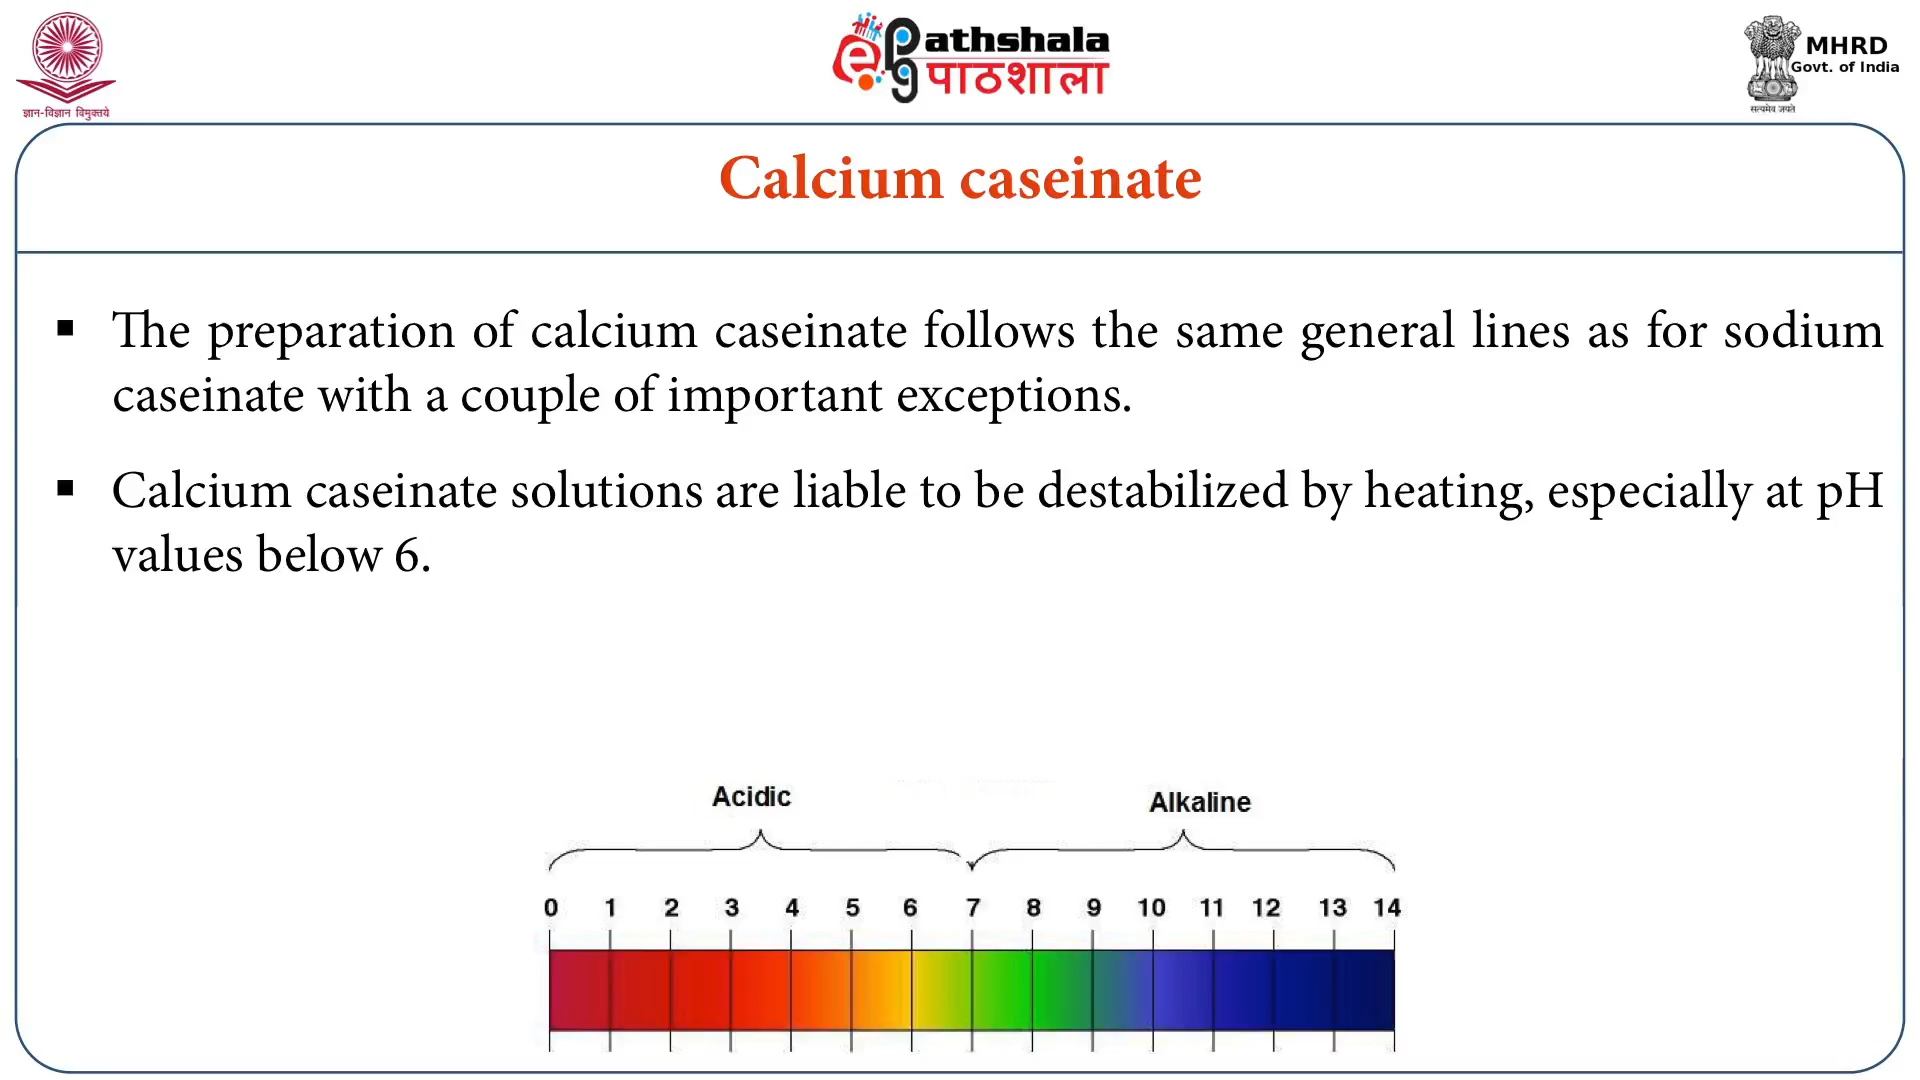 ज्ञान-विज्ञान विमुक्तये
e Pathshala
पाठशाला
MHRD
Govt. of India
सत्यमेव जयते
Calcium caseinate
▪ The preparation of calcium caseinate follows the same general lines as for sodium
caseinate with a couple of important exceptions.
▪ Calcium caseinate solutions are liable to be destabilized by heating, especially at pH
values below 6.
Acidic Alkaline
0 1 2 3 4 5 6 7 8 9 10 11 12 13 14